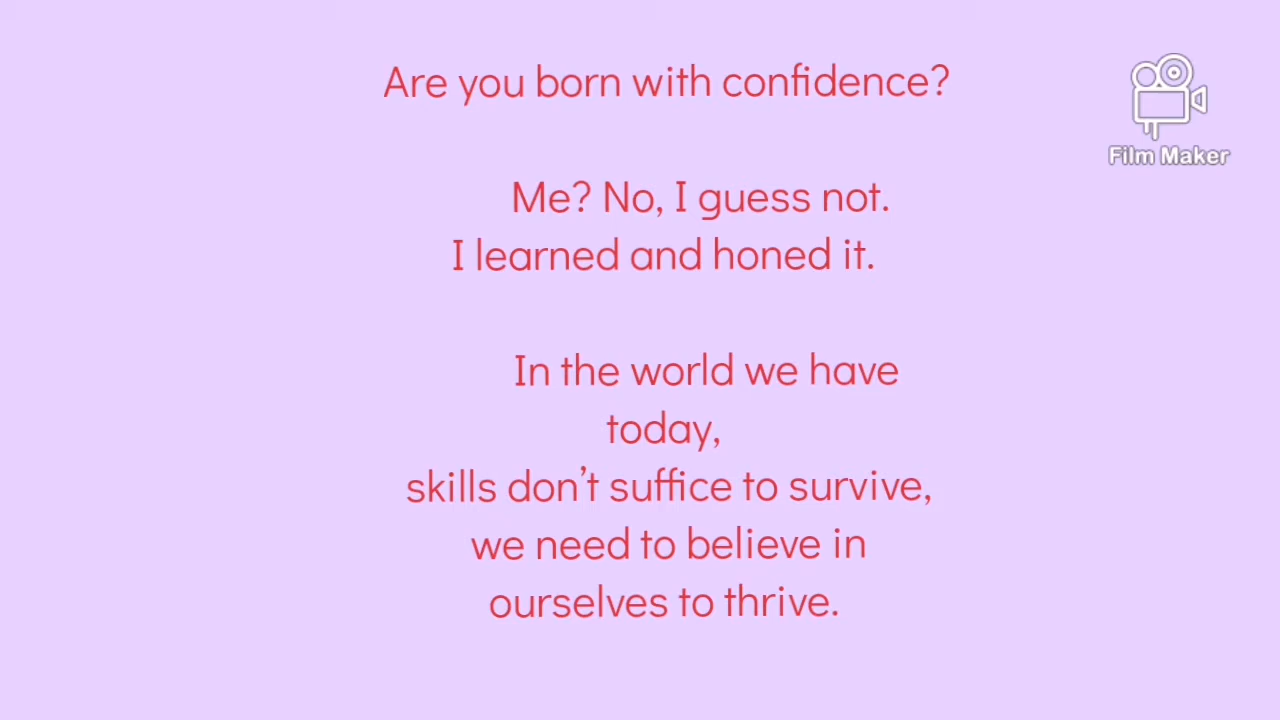 Are you born with confidence?
Film Maker
Me? No, I guess not.
I learned and honed it.
In the world we have
today,
skills don’t suffice to survive,
we need to believe in
ourselves to thrive.